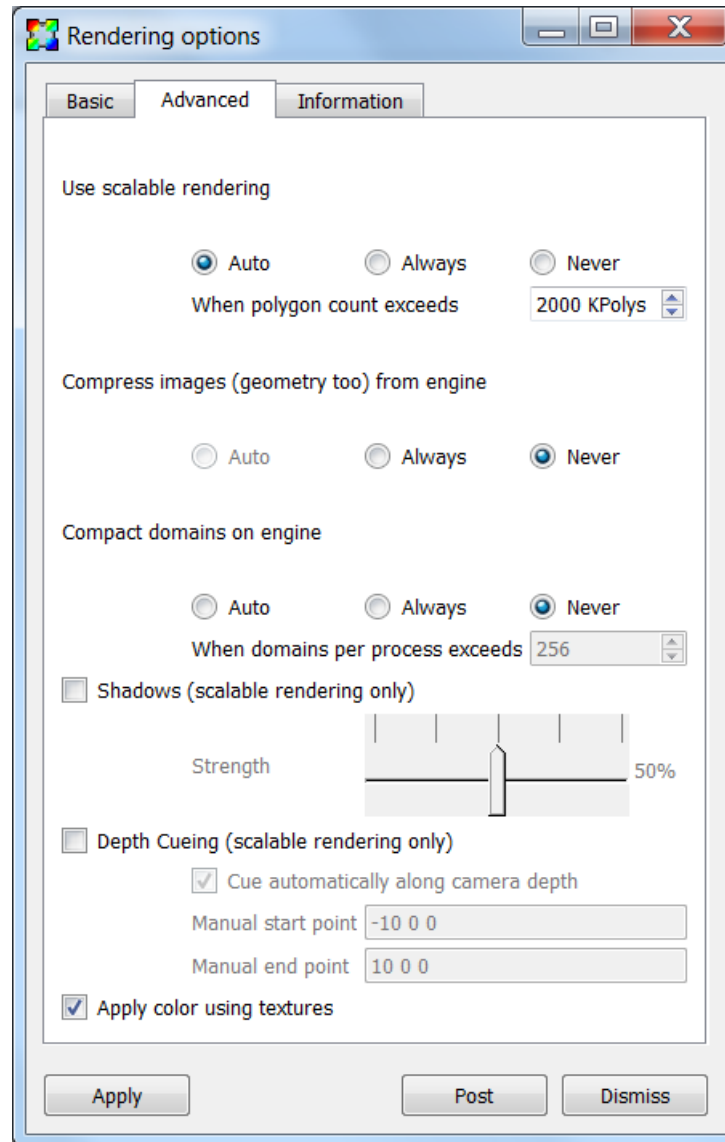 Rendering options
Basic Advanced Information
Use scalable rendering
Auto Always Never
When polygon count exceeds 2000 KPolys
Compress images (geometry too) from engine
Auto Always Never
Compact domains on engine
Auto Always Never
When domains per process exceeds 256
Shadows (scalable rendering only)
Strength 50%
Depth Cueing (scalable rendering only)
Cue automatically along camera depth
Manual start point -10 0 0
Manual end point 10 0 0
Apply color using textures
Apply Post Dismiss